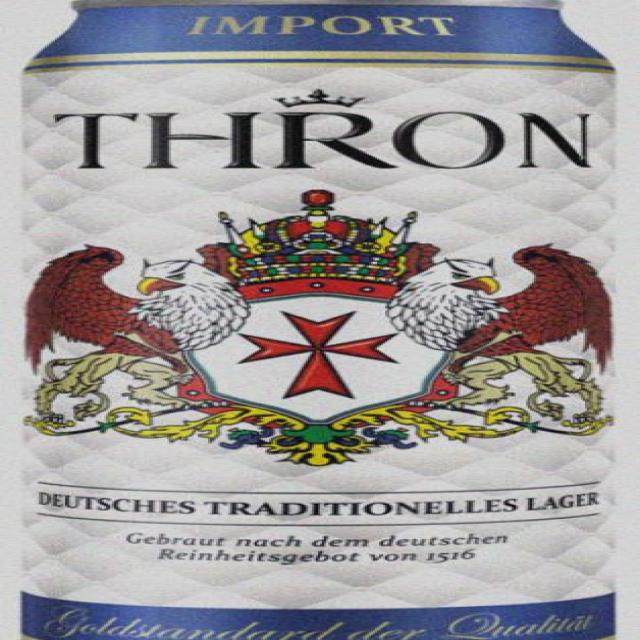 IMPORT
THRON
DEUTSCHES TRADITIONELLES LAGER
Gebraut nach dem deutschen
Reinheitsgebot von 1516
Goldstandard der Qualität